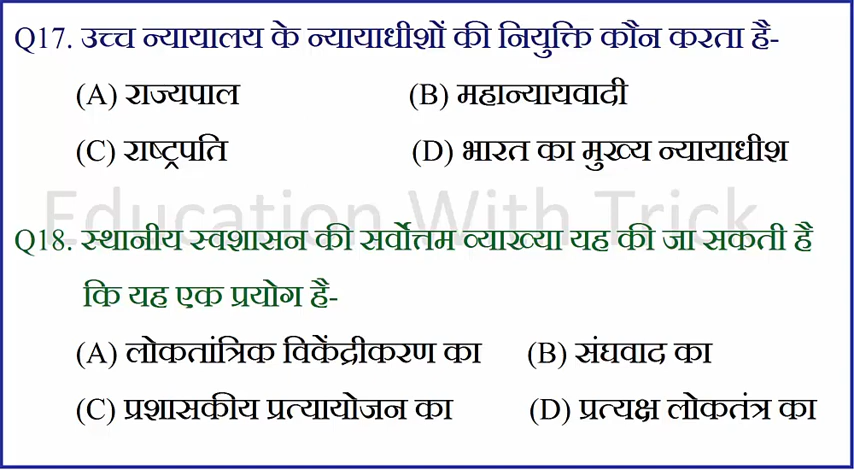 Q17. उच्च न्यायालय के न्यायाधीशों की नियुक्ति कौन करता है-
(A) राज्यपाल (B) महान्यायवादी
(C) राष्ट्रपति (D) भारत का मुख्य न्यायाधीश
Education With Trick
Q18. स्थानीय स्वशासन की सर्वोत्तम व्याख्या यह की जा सकती है
कि यह एक प्रयोग है-
(A) लोकतांत्रिक विकेंद्रीकरण का (B) संघवाद का
(C) प्रशासकीय प्रत्यायोजन का (D) प्रत्यक्ष लोकतंत्र का